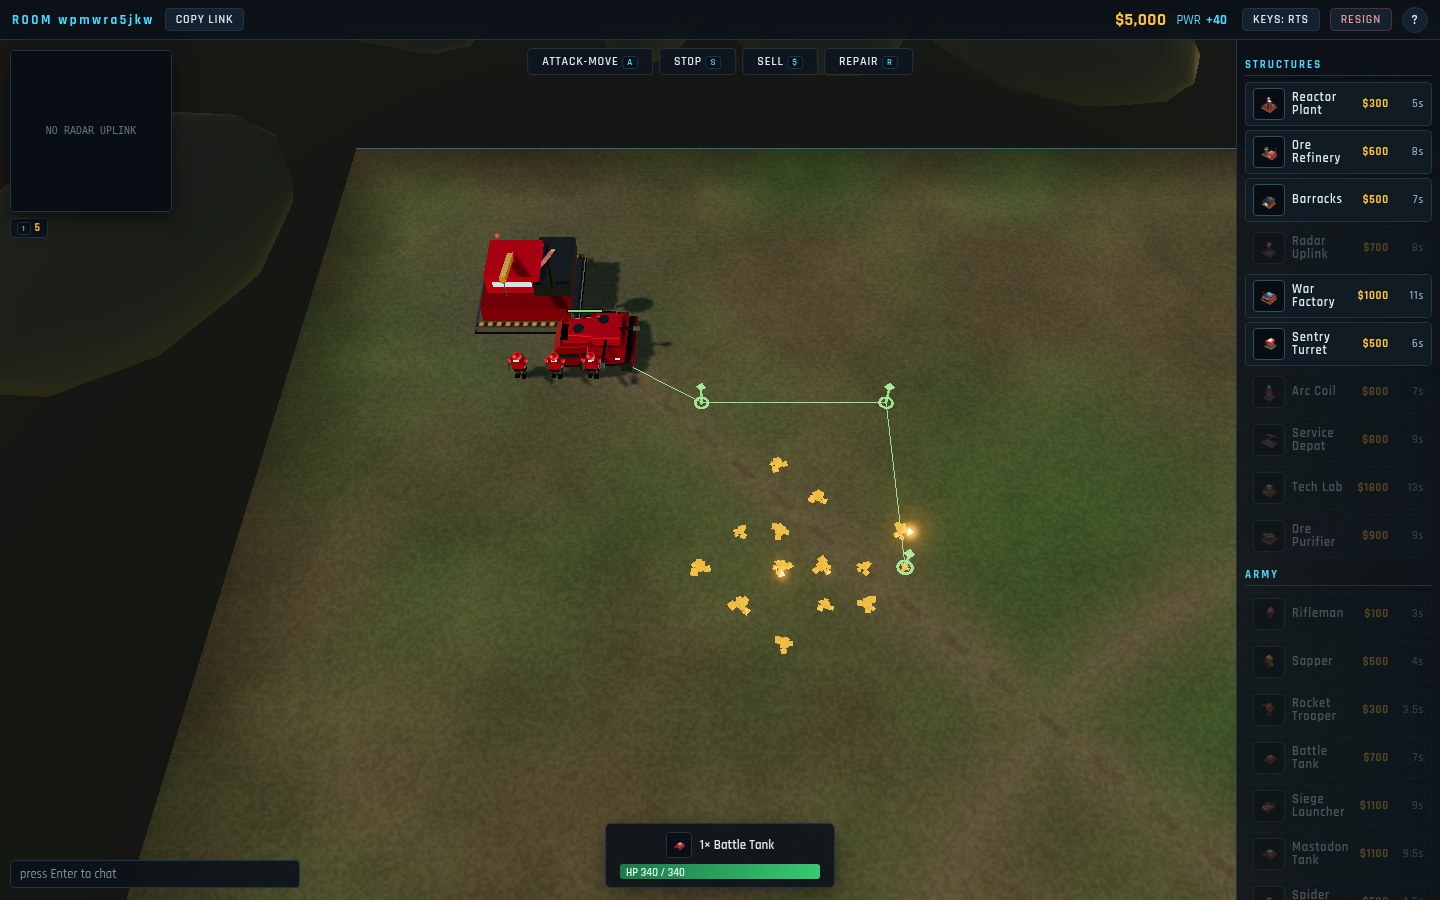 ROOM wpmwra5jkw
COPY LINK
$5,000
PWR +40
KEYS: RTS
RESIGN
?
NO RADAR UPLINK
1 5
ATTACK-MOVE A
STOP S
SELL $
REPAIR R
STRUCTURES
Reactor Plant $300 5s
Ore Refinery $600 8s
Barracks $500 7s
Radar Uplink $700 8s
War Factory $1000 11s
Sentry Turret $500 6s
Arc Coil $800 7s
Service Depot $800 9s
Tech Lab $1800 13s
Ore Purifier $900 9s
ARMY
Rifleman $100 3s
Sapper $500 4s
Rocket Trooper $300 3.5s
Battle Tank $700 7s
Siege Launcher $1100 9s
Mastodon Tank $1100 9.5s
Spider
1× Battle Tank
HP 340 / 340
press Enter to chat